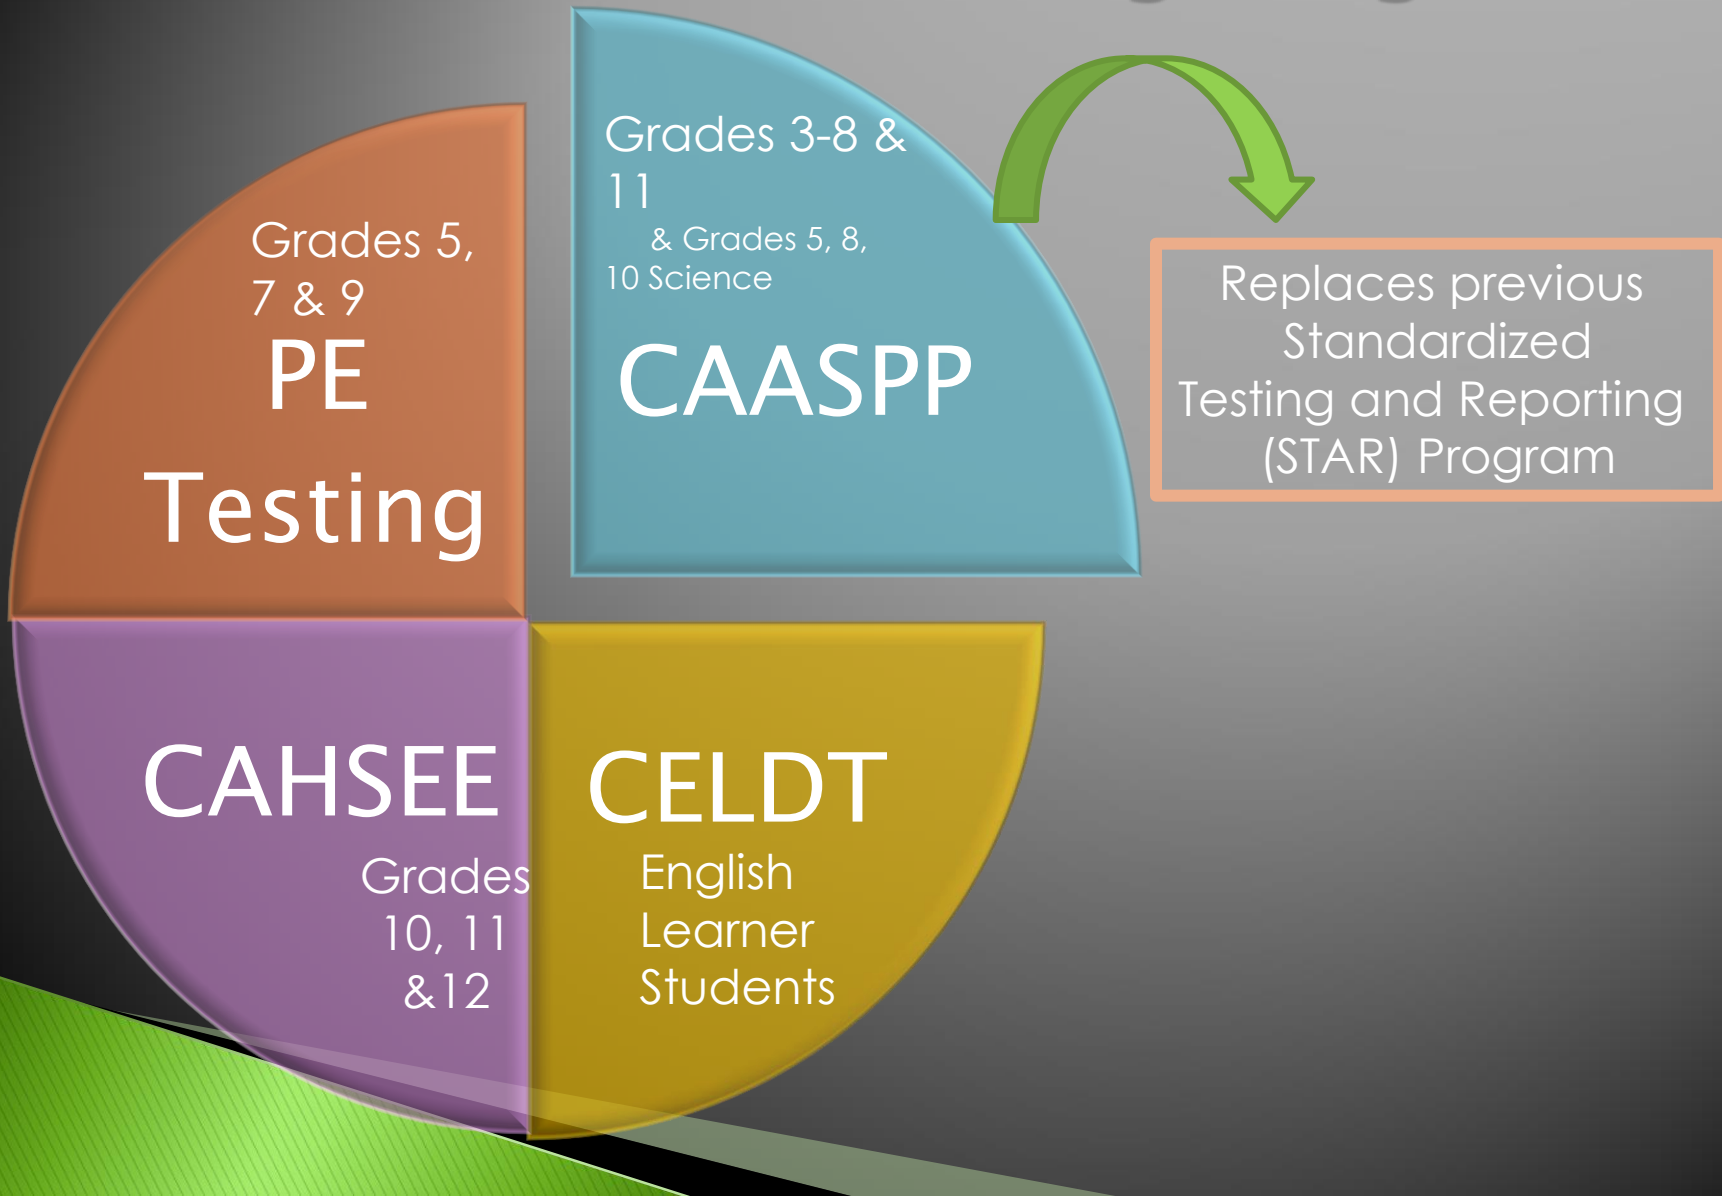 Grades 5,
7 & 9
PE
Testing
Grades 3-8 &
11
& Grades 5, 8,
10 Science
CAASPP
Replaces previous
Standardized
Testing and Reporting
(STAR) Program
CAHSEE
Grades
10, 11
&12
CELDT
English
Learner
Students